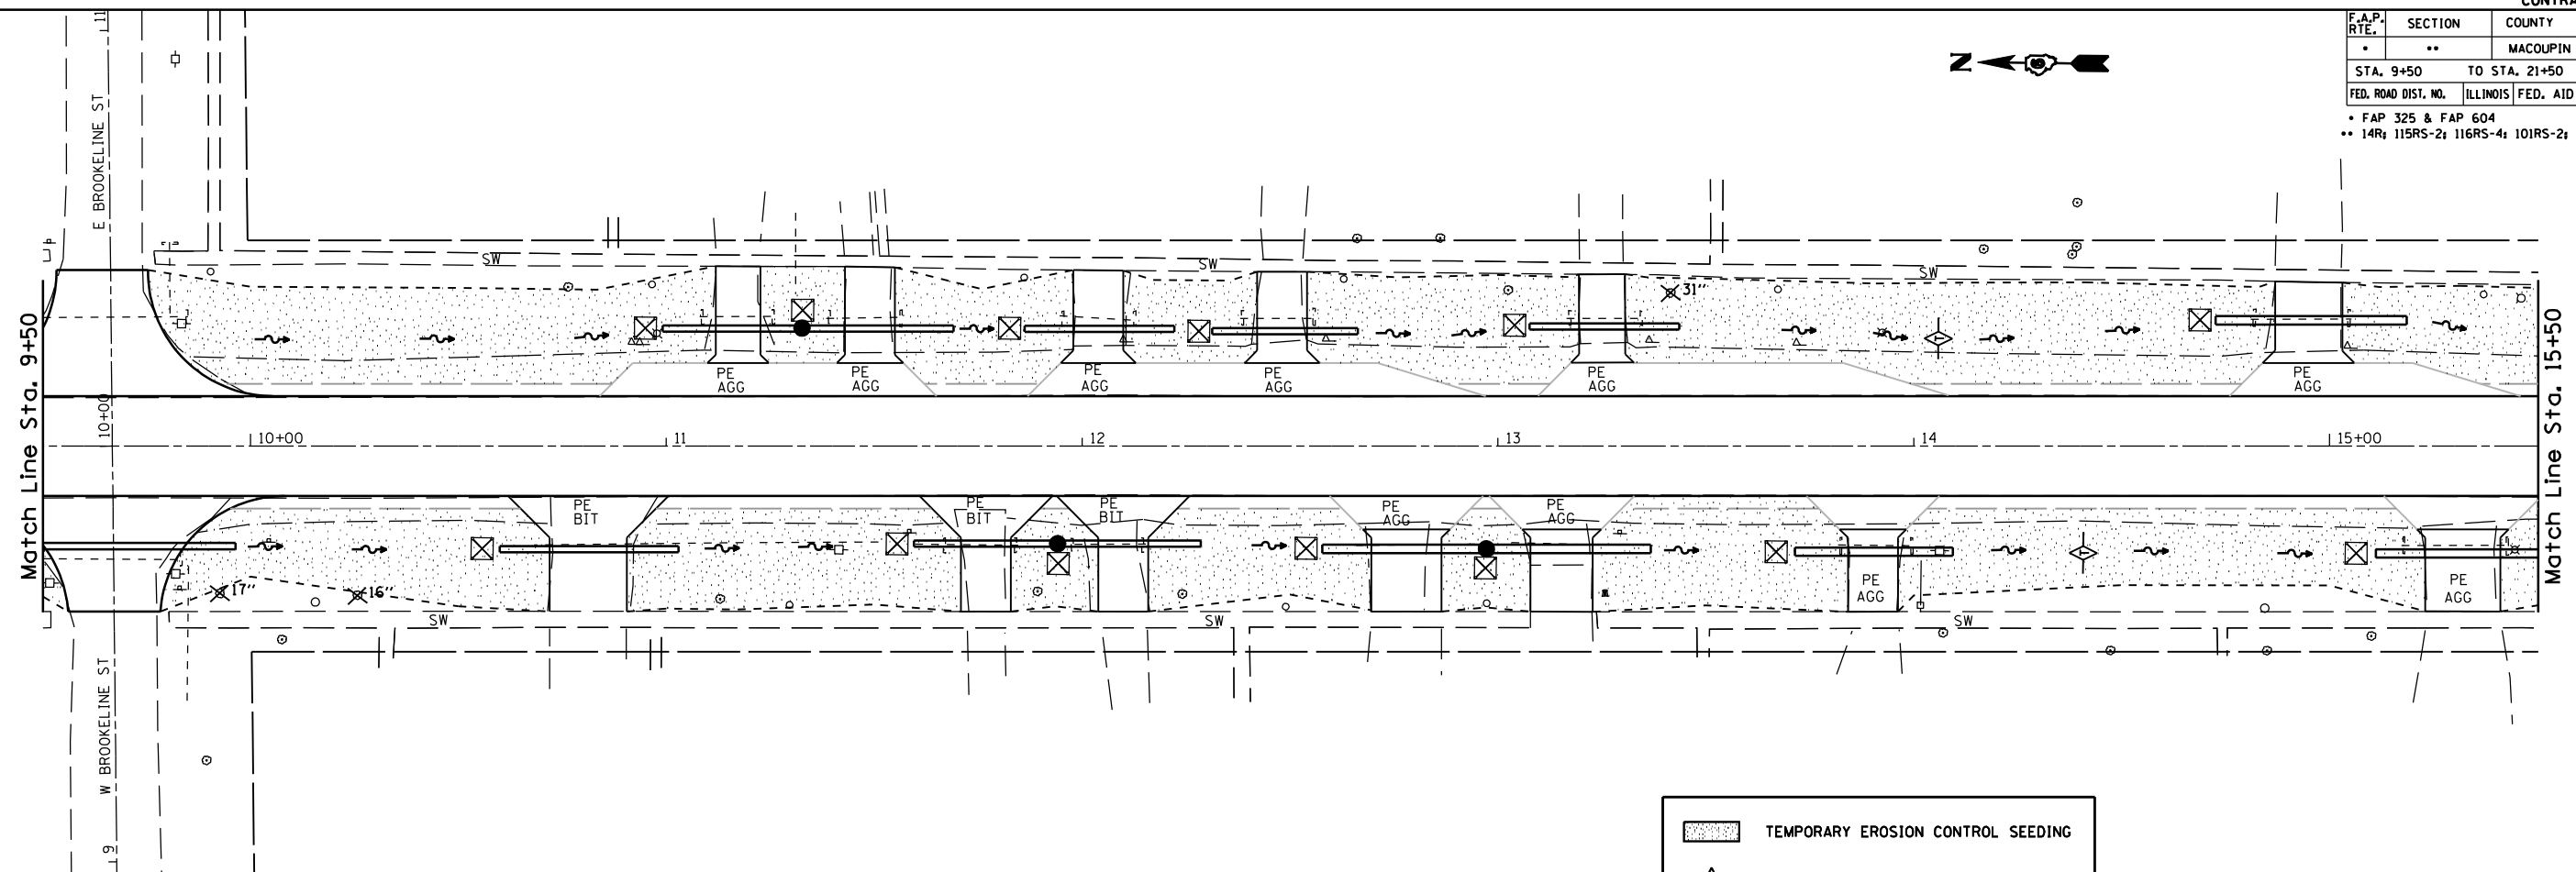 F.A.P. RTE. SECTION COUNTY
• •• MACOUPIN
STA. 9+50 TO STA. 21+50
FED. ROAD DIST. NO. ILLINOIS FED. AID
• FAP 325 & FAP 604
•• 14R; 115RS-2; 116RS-4; 101RS-2;
N
11
E BROOKELINE ST
10+00
W BROOKELINE ST
9
Match Line Sta. 9+50
Match Line Sta. 15+50
SW
SW
SW
31"
PE AGG
PE AGG
PE AGG
PE AGG
PE AGG
PE AGG
10+00
11
12
13
14
15+00
PE BIT
PE BIT
PE BIT
PE AGG
PE AGG
PE AGG
PE AGG
17"
16"
SW
SW
SW
TEMPORARY EROSION CONTROL SEEDING